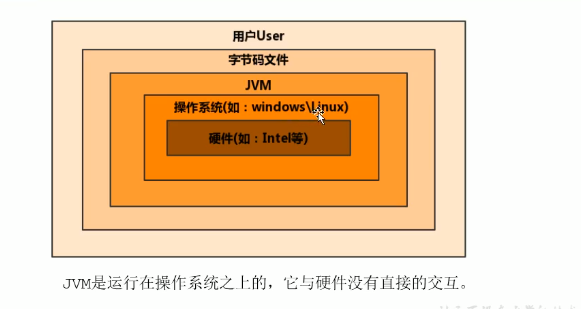 用户User
字节码文件
JVM
操作系统(如：windows\Linux)
硬件(如：Intel等)
JVM是运行在操作系统之上的，它与硬件没有直接的交互。